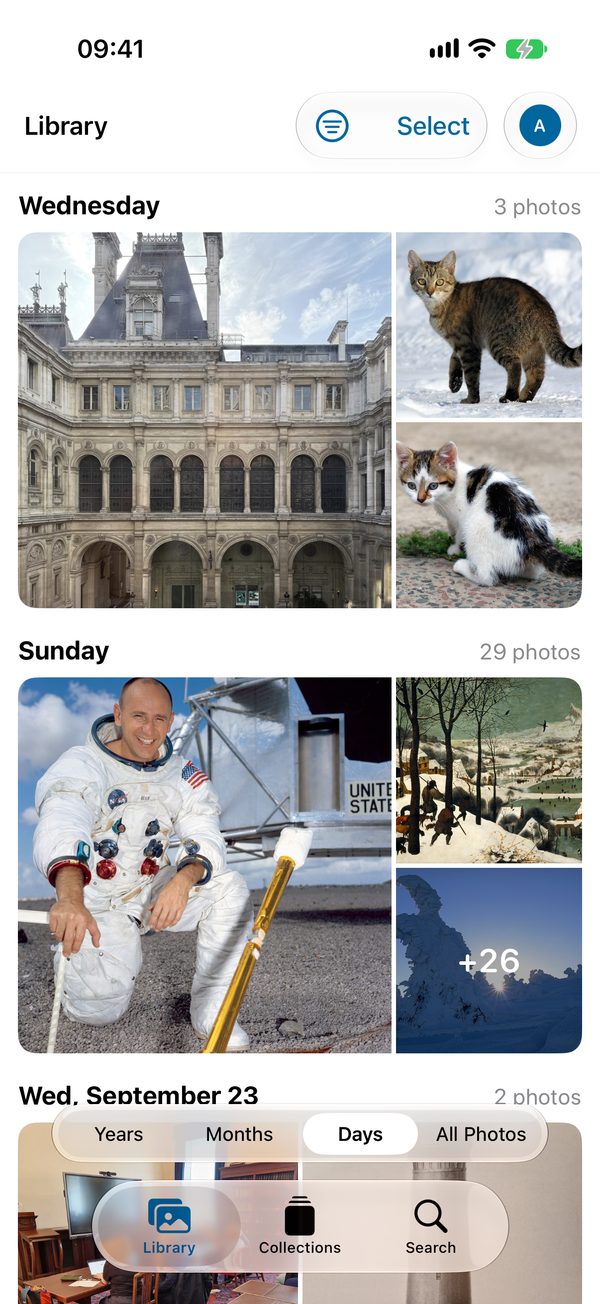 09:41
Library
Select
A
Wednesday
3 photos
Sunday
29 photos
UNITE
STATE
+26
Wed, September 23
2 photos
Years
Months
Days
All Photos
Library
Collections
Search